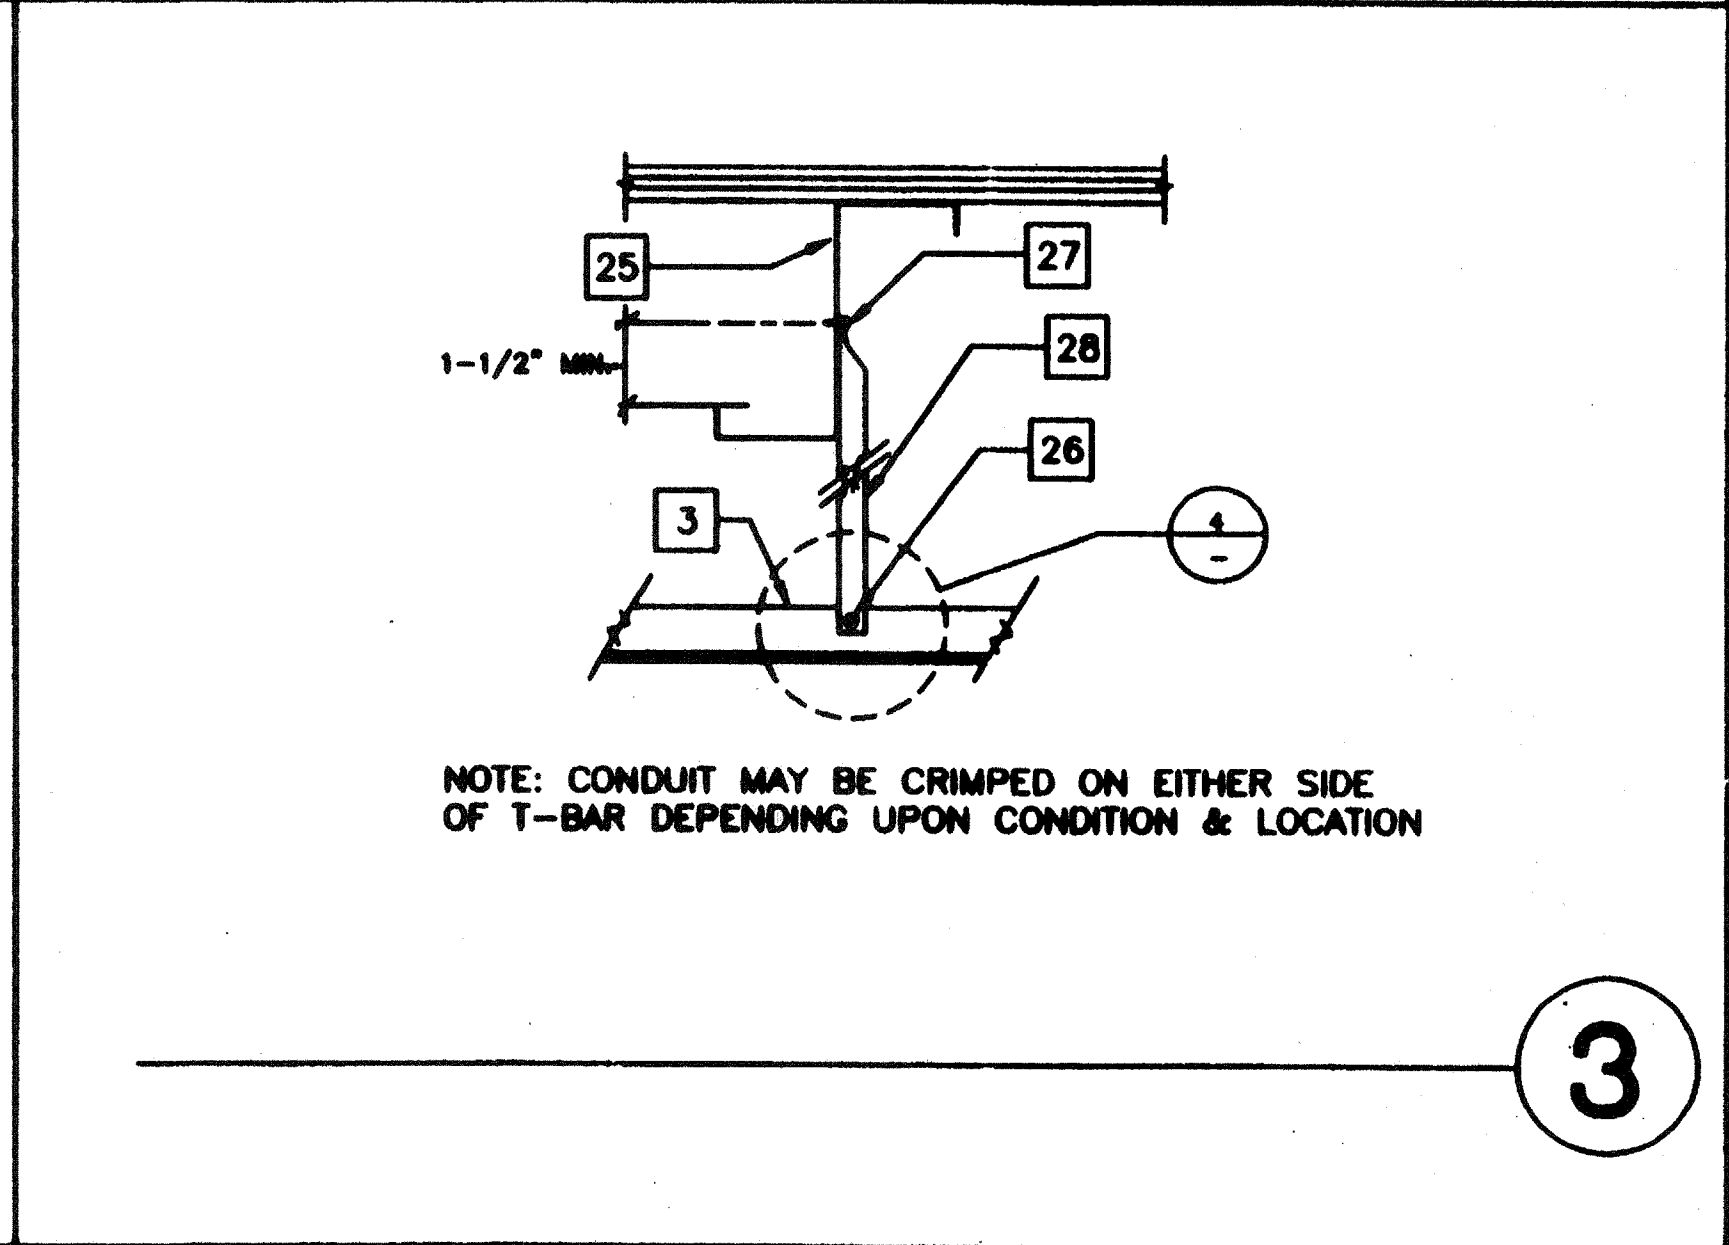 25
27
1-1/2" MIN.
28
26
3
4
-
NOTE: CONDUIT MAY BE CRIMPED ON EITHER SIDE
OF T-BAR DEPENDING UPON CONDITION & LOCATION
3